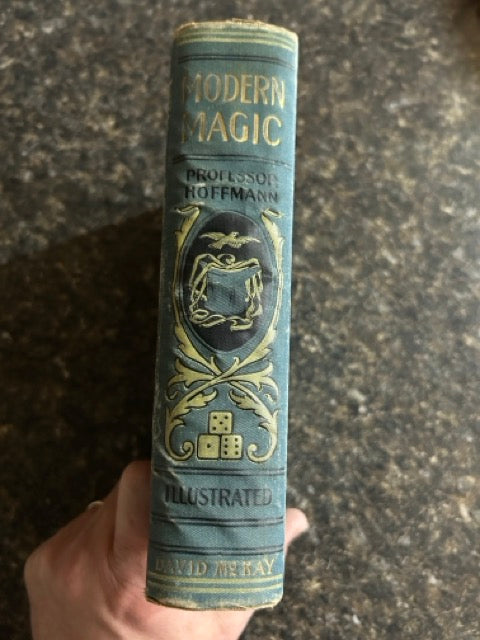 MODERN
MAGIC
PROFESSOR
HOFFMANN
ILLUSTRATED
DAVID McKAY